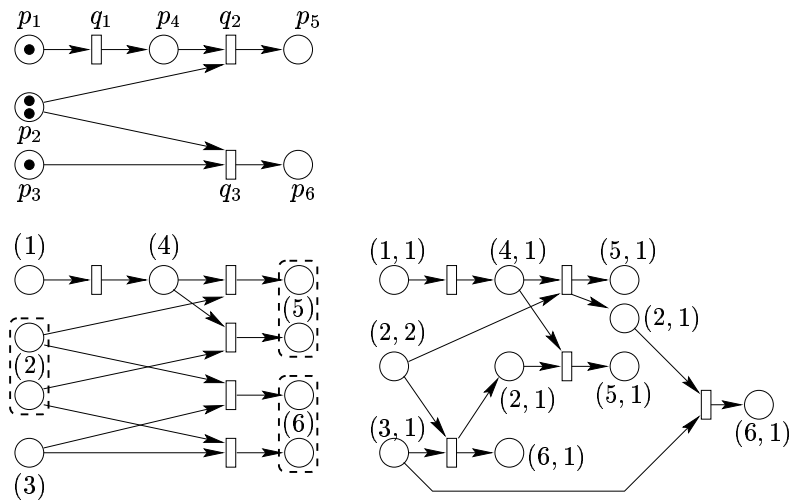 p₁ q₁ p₄ q₂ p₅
p₂
p₃ q₃ p₆
(1) (4)
(5)
(2)
(6)
(3)
(1, 1) (4, 1) (5, 1)
(2, 1)
(2, 2)
(2, 1) (5, 1)
(3, 1) (6, 1)
(6, 1)